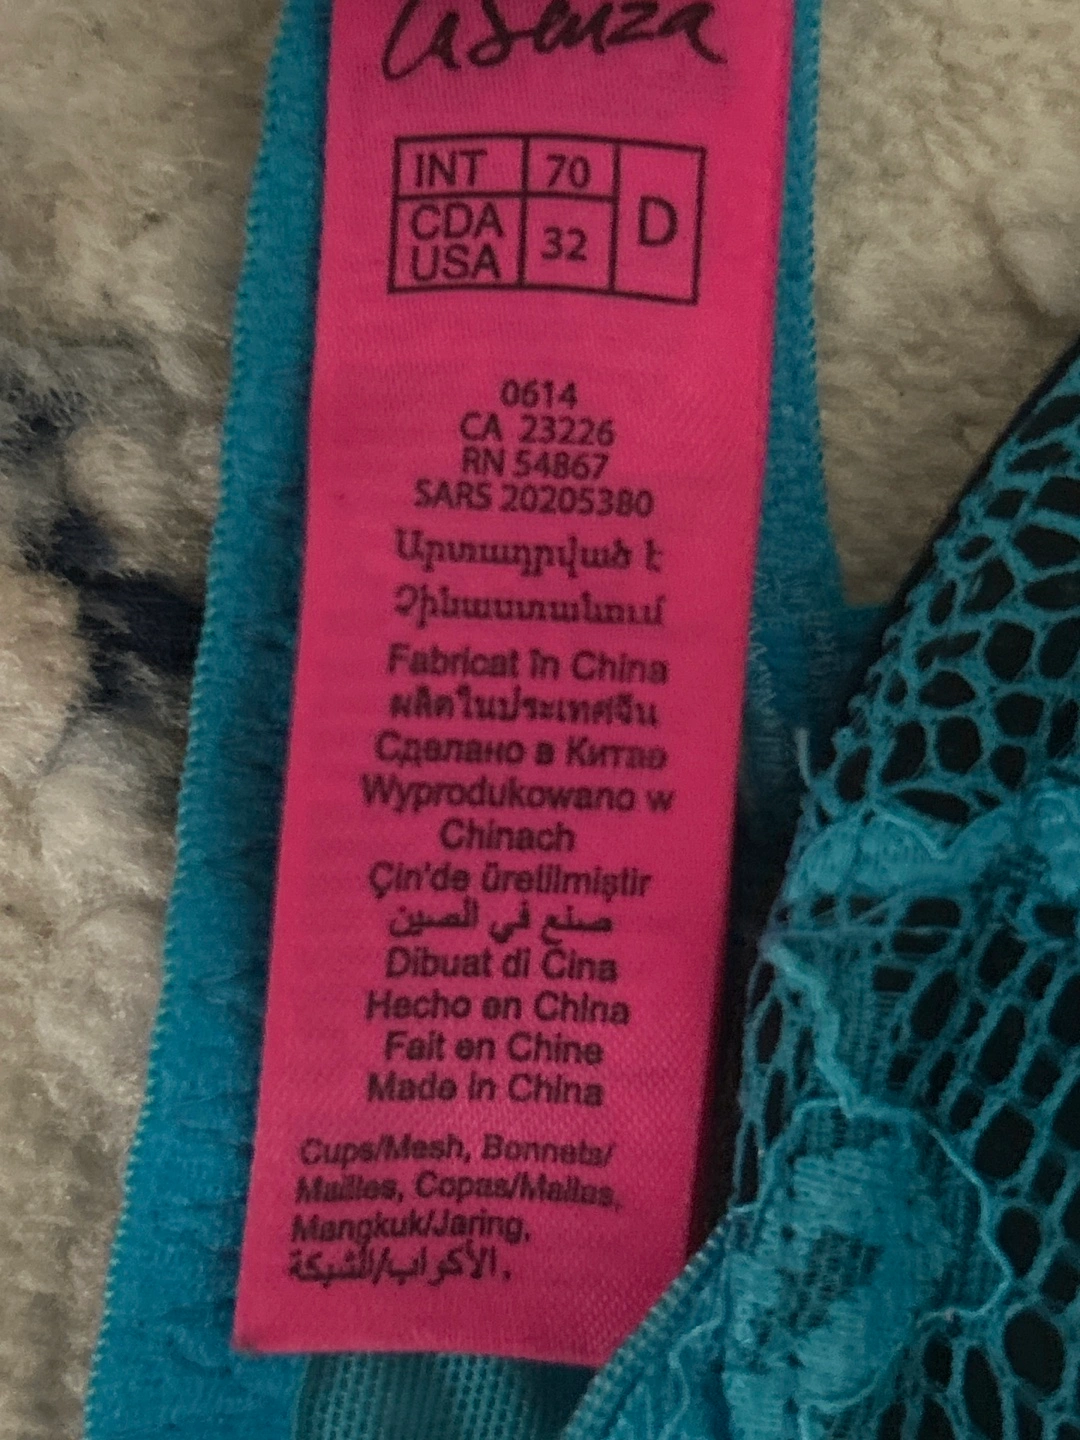 la Senza
INT 70 D
CDA USA 32
0614
CA 23226
RN 54867
SARS 20205380
Արտադրված է
Չինաստանում
Fabricat în China
ผลิตในประเทศจีน
Сделано в Китае
Wyprodukowano w
Chinach
Çin'de üretilmiştir
صنع في الصين
Dibuat di Cina
Hecho en China
Fait en Chine
Made in China
Cups/Mesh, Bonnets/
Mailles, Copas/Mallas,
Mangkuk/Jaring,
الأكواب/الشبكة,